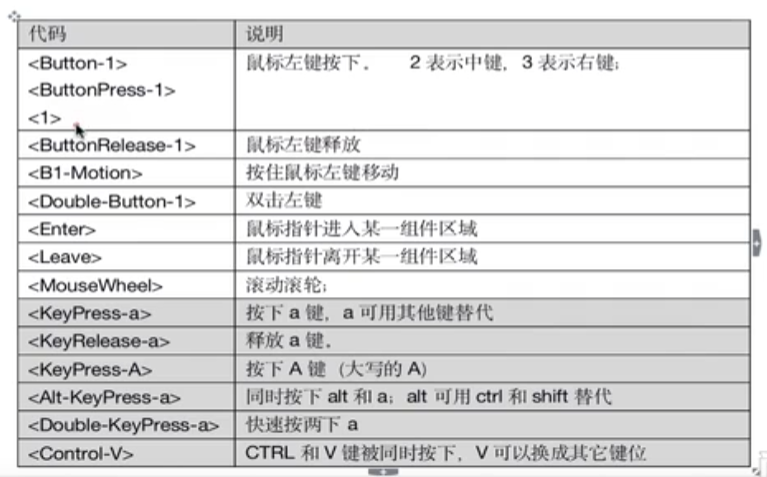 代码 说明
<Button-1> 鼠标左键按下。 2 表示中键，3 表示右键；
<ButtonPress-1>
<1>
<ButtonRelease-1> 鼠标左键释放
<B1-Motion> 按住鼠标左键移动
<Double-Button-1> 双击左键
<Enter> 鼠标指针进入某一组件区域
<Leave> 鼠标指针离开某一组件区域
<MouseWheel> 滚动滚轮；
<KeyPress-a> 按下 a 键，a 可用其他键替代
<KeyRelease-a> 释放 a 键。
<KeyPress-A> 按下 A 键（大写的 A）
<Alt-KeyPress-a> 同时按下 alt 和 a；alt 可用 ctrl 和 shift 替代
<Double-KeyPress-a> 快速按两下 a
<Control-V> CTRL 和 V 键被同时按下，V 可以换成其它键位